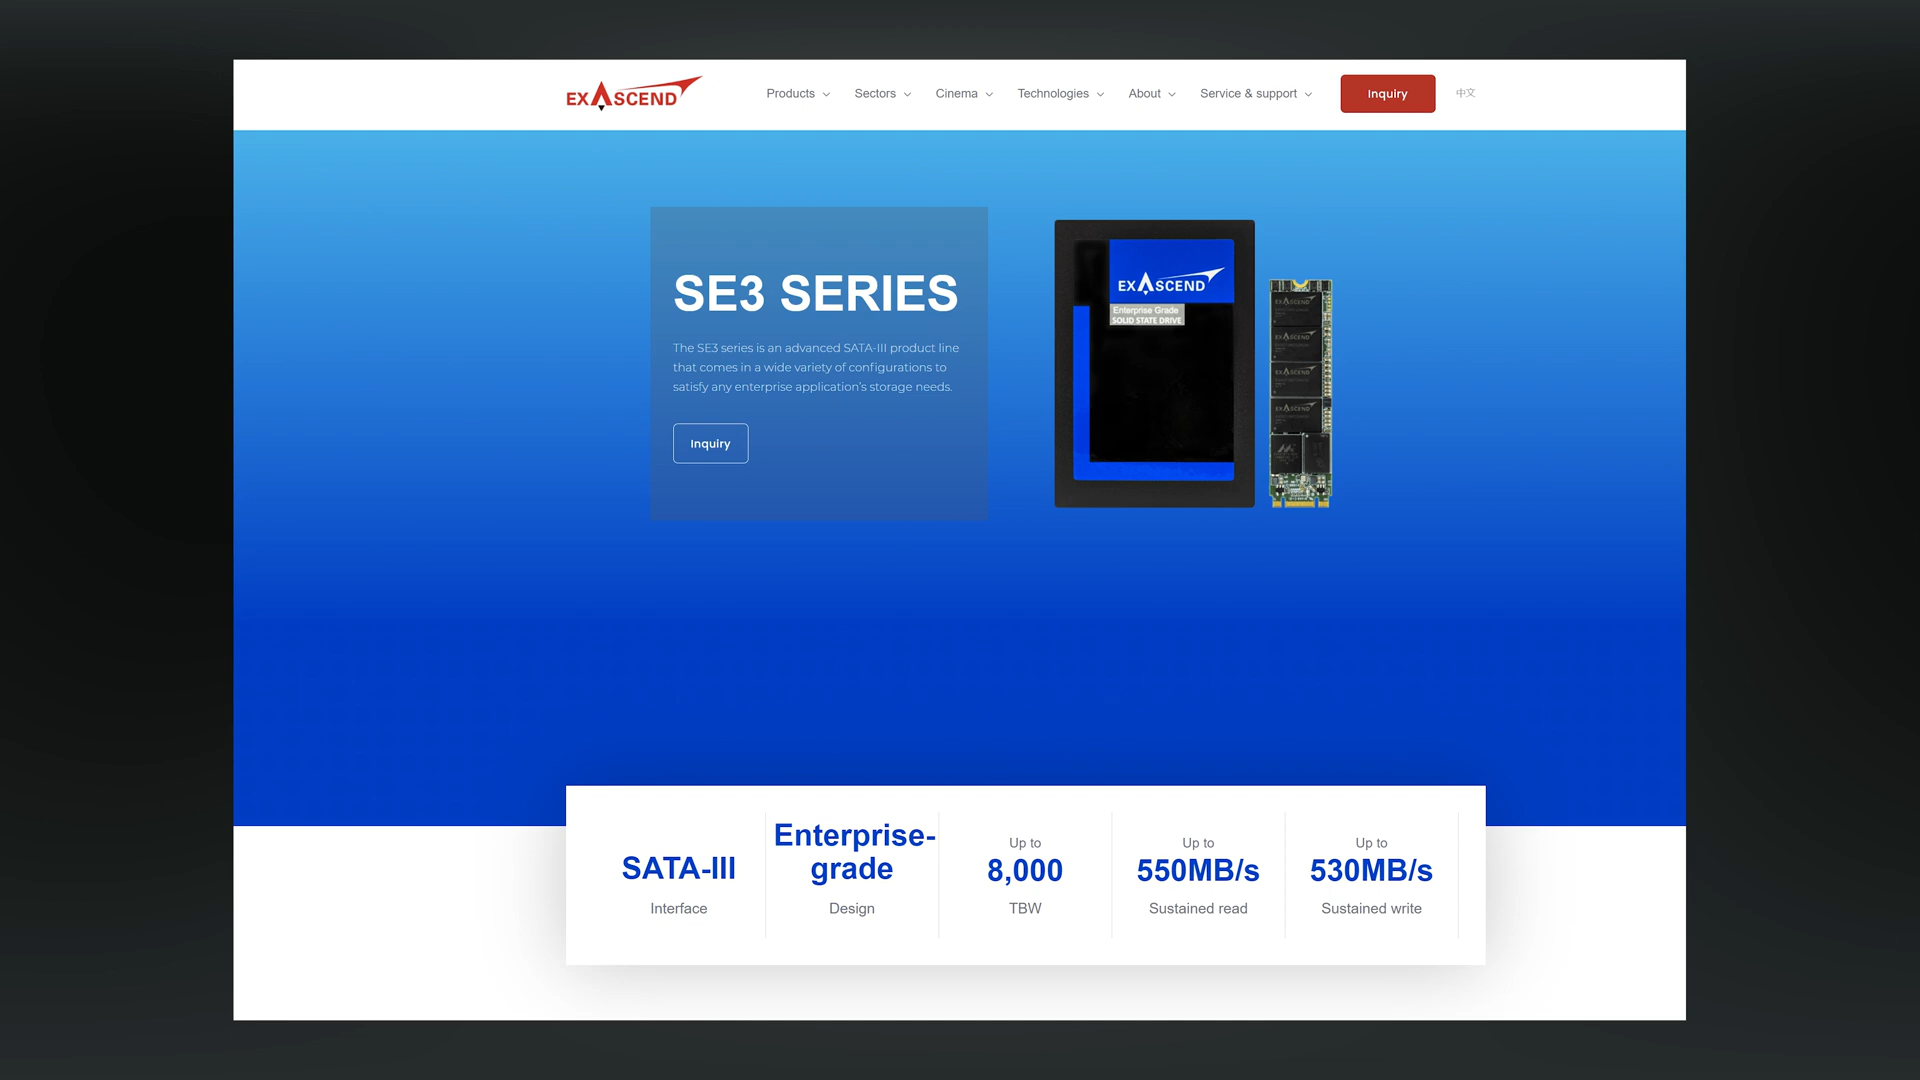 EXASCEND
Products
Sectors
Cinema
Technologies
About
Service & support
Inquiry
中文
SE3 SERIES
The SE3 series is an advanced SATA-III product line
that comes in a wide variety of configurations to
satisfy any enterprise application's storage needs.
Inquiry
EXASCEND
Enterprise Grade
SOLID STATE DRIVE
EXASCEND
EXASCEND
EXASCEND
EXASCEND
SATA-III
Interface
Enterprise-
grade
Design
Up to
8,000
TBW
Up to
550MB/s
Sustained read
Up to
530MB/s
Sustained write